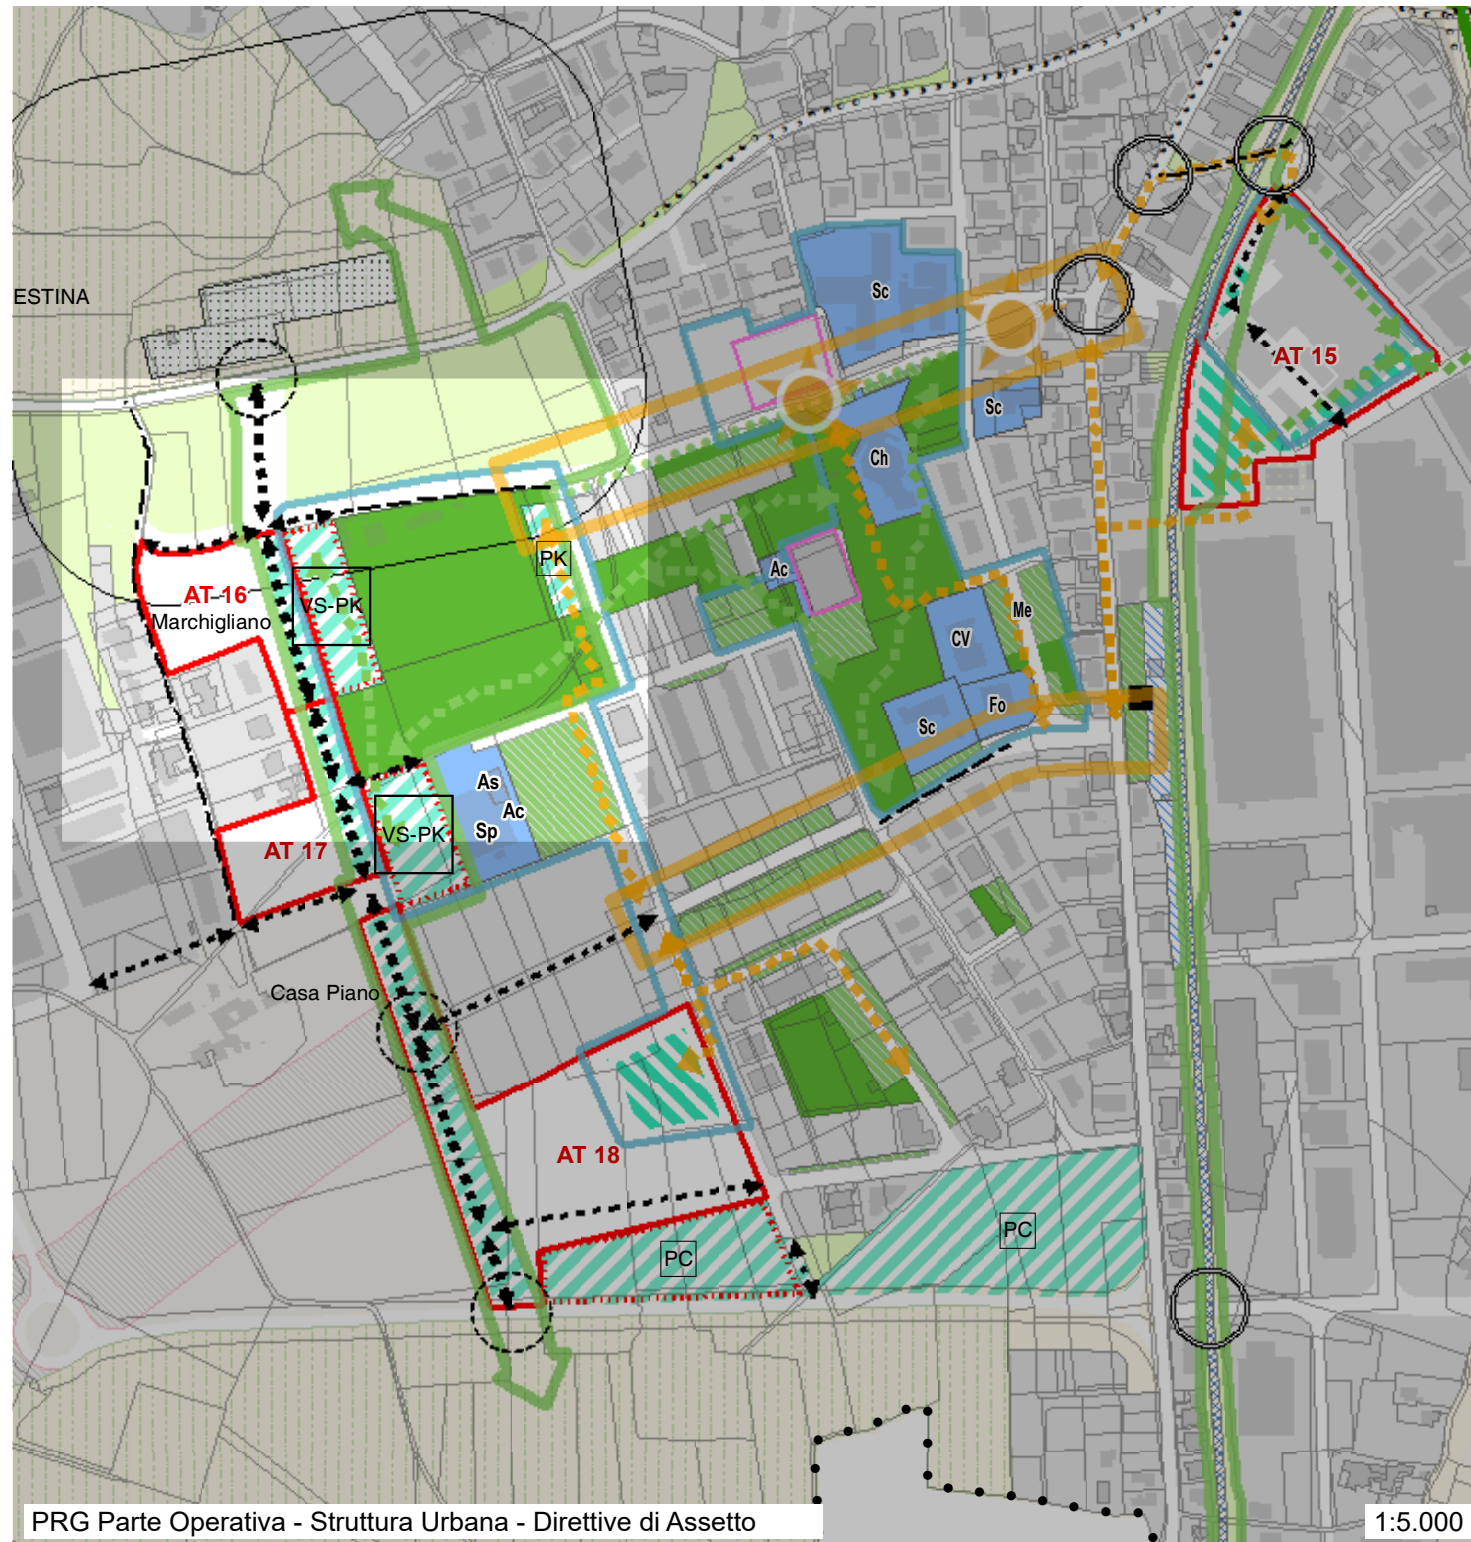 ESTINA
Sc
AT 15
Sc
Ch
PK
Ac
AT 16
VS-PK
Marchigliano
Me
CV
Fo
Sc
As
Ac
Sp
VS-PK
AT 17
Casa Piano
AT 18
PC
PC
PRG Parte Operativa - Struttura Urbana - Direttive di Assetto
1:5.000